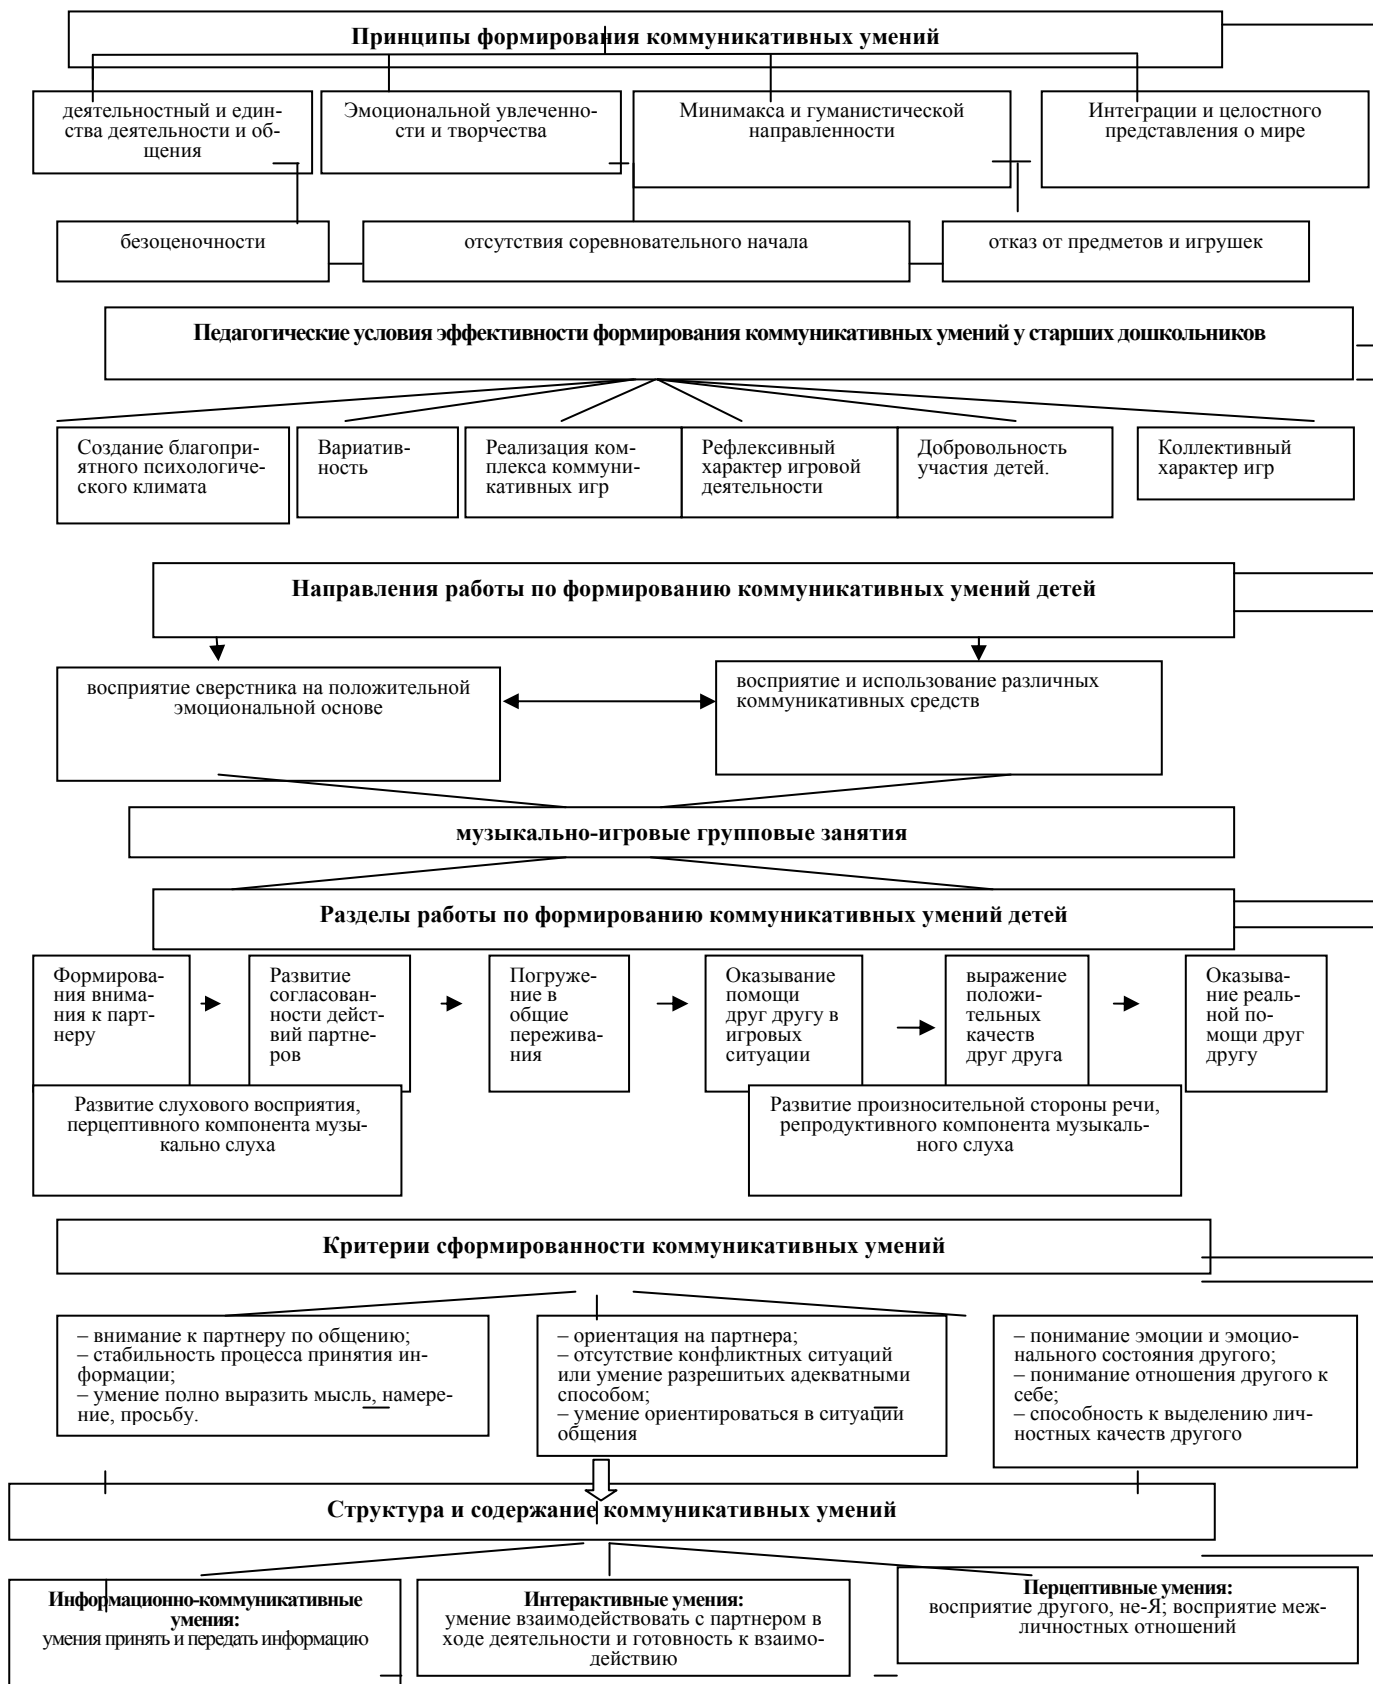 Принципы формирования коммуникативных умений
деятельностный и един-
ства деятельности и об-
щения
Эмоциональной увлеченно-
сти и творчества
Минимакса и гуманистической
направленности
Интеграции и целостного
представления о мире
безоценочности
отсутствия соревновательного начала
отказ от предметов и игрушек
Педагогические условия эффективности формирования коммуникативных умений у старших дошкольников
Создание благопри-
ятного психологиче-
ского климата
Вариатив-
ность
Реализация ком-
плекса коммуни-
кативных игр
Рефлексивный
характер игровой
деятельности
Добровольность
участия детей.
Коллективный
характер игр
Направления работы по формированию коммуникативных умений детей
восприятие сверстника на положительной
эмоциональной основе
восприятие и использование различных
коммуникативных средств
музыкально-игровые групповые занятия
Разделы работы по формированию коммуникативных умений детей
Формирова-
ния внима-
ния к парт-
неру
Развитие
согласован-
ности дейст-
вий партне-
ров
Погруже-
ние в
общие
пережива-
ния
Оказывание
помощи
друг другу в
игровых
ситуации
выражение
положи-
тельных
качеств
друг друга
Оказыва-
ние реаль-
ной по-
мощи друг
другу
Развитие слухового восприятия,
перцептивного компонента музы-
кально слуха
Развитие произносительной стороны речи,
репродуктивного компонента музыкаль-
ного слуха
Критерии сформированности коммуникативных умений
– внимание к партнеру по общению;
– стабильность процесса принятия ин-
формации;
– умение полно выразить мысль, намере-
ние, просьбу.
– ориентация на партнера;
– отсутствие конфликтных ситуаций
или умение разрешитьих адекватными
способом;
– умение ориентироваться в ситуации
общения
– понимание эмоции и эмоцио-
нального состояния другого;
– понимание отношения другого к
себе;
– способность к выделению лич-
ностных качеств другого
Структура и содержание коммуникативных умений
Информационно-коммуникативные
умения:
умения принять и передать информацию
Интерактивные умения:
умение взаимодействовать с партнером в
ходе деятельности и готовность к взаимо-
действию
Перцептивные умения:
восприятие другого, не-Я; восприятие меж-
личностных отношений